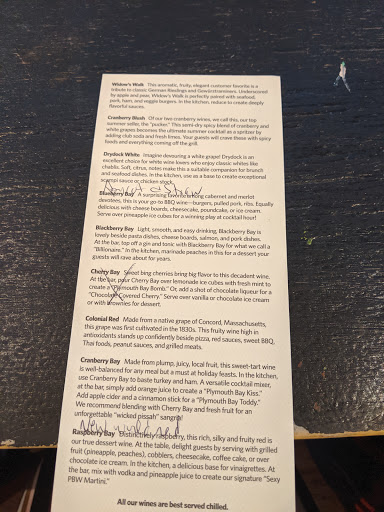 Widow's Walk This aromatic, fruity, elegant customer favorite is a
tribute to classic German Rieslings and Gewürztraminers. Underscored
by apple and pear, Widow's Walk is perfectly paired with seafood,
pork, ham, and veggie burgers. In the kitchen, reduce to create deeply
flavorful sauces.
Cranberry Blush Of our two cranberry wines, we call this, our top
summer seller, the "pucker." This semi-dry spicy blend of cranberry and
white grapes becomes the ultimate summer cocktail as a spritzer by
adding club soda and fresh limes. Your guests will crave these with spicy
foods and everything coming off the grill.
Drydock White Imagine devouring a white grape! Drydock is an
excellent choice for white wine lovers who enjoy classic whites like
chablis. Soft, citrus, notes make this a suitable companion for brunch
and seafood dishes. In the kitchen, use as a base to create exceptional
scampi sauce or chicken stock.
Blueberry Bay A surprising favorite among cabernet and merlot
devotees, this is your go to BBQ wine—burgers, pulled pork, ribs. Equally
delicious with cheese boards, cheesecake, poundcake, or ice cream.
Serve over pineapple ice cubes for a winning play at cocktail hour!
Blackberry Bay Light, smooth, and easy drinking, Blackberry Bay is
lovely beside pasta dishes, cheese boards, salmon, and pork dishes.
At the bar, top off a gin and tonic with Blackberry Bay for what we call a
"Billionaire." In the kitchen, marinade peaches in this for a dessert your
guests will rave about for years.
Cherry Bay Sweet bing cherries bring big flavor to this decadent wine.
At the bar, pour Cherry Bay over lemonade ice cubes with fresh mint to
create a "Plymouth Bay Bomb." Or, add a shot of chocolate liqueur for a
"Chocolate Covered Cherry." Serve over vanilla or chocolate ice cream
or with brownies for dessert.
Colonial Red Made from a native grape of Concord, Massachusetts,
this grape was first cultivated in the 1830s. This fruity wine high in
antioxidants stands up confidently beside pizza, red sauces, sweet BBQ,
Thai foods, peanut sauces, and grilled meats.
Cranberry Bay Made from plump, juicy, local fruit, this sweet-tart wine
is well-balanced for any meal but a must at holiday feasts. In the kitchen,
use Cranberry Bay to baste turkey and ham. A versatile cocktail mixer,
at the bar, simply add orange juice to create a "Plymouth Bay Kiss."
Add apple cider and a cinnamon stick for a "Plymouth Bay Toddy."
We recommend blending with Cherry Bay and fresh fruit for an
unforgettable "wicked pissah" sangria!
New
Raspberry Bay Distinctively raspberry, this rich, silky and fruity red is
our true dessert wine. At the table, delight guests by serving with grilled
fruit (pineapple, peaches), cobblers, cheesecake, coffee cake, or over
chocolate ice cream. In the kitchen, a delicious base for vinaigrettes. At
the bar, mix with vodka and pineapple juice to create our signature "Sexy
PBW Martini."
All our wines are best served chilled.